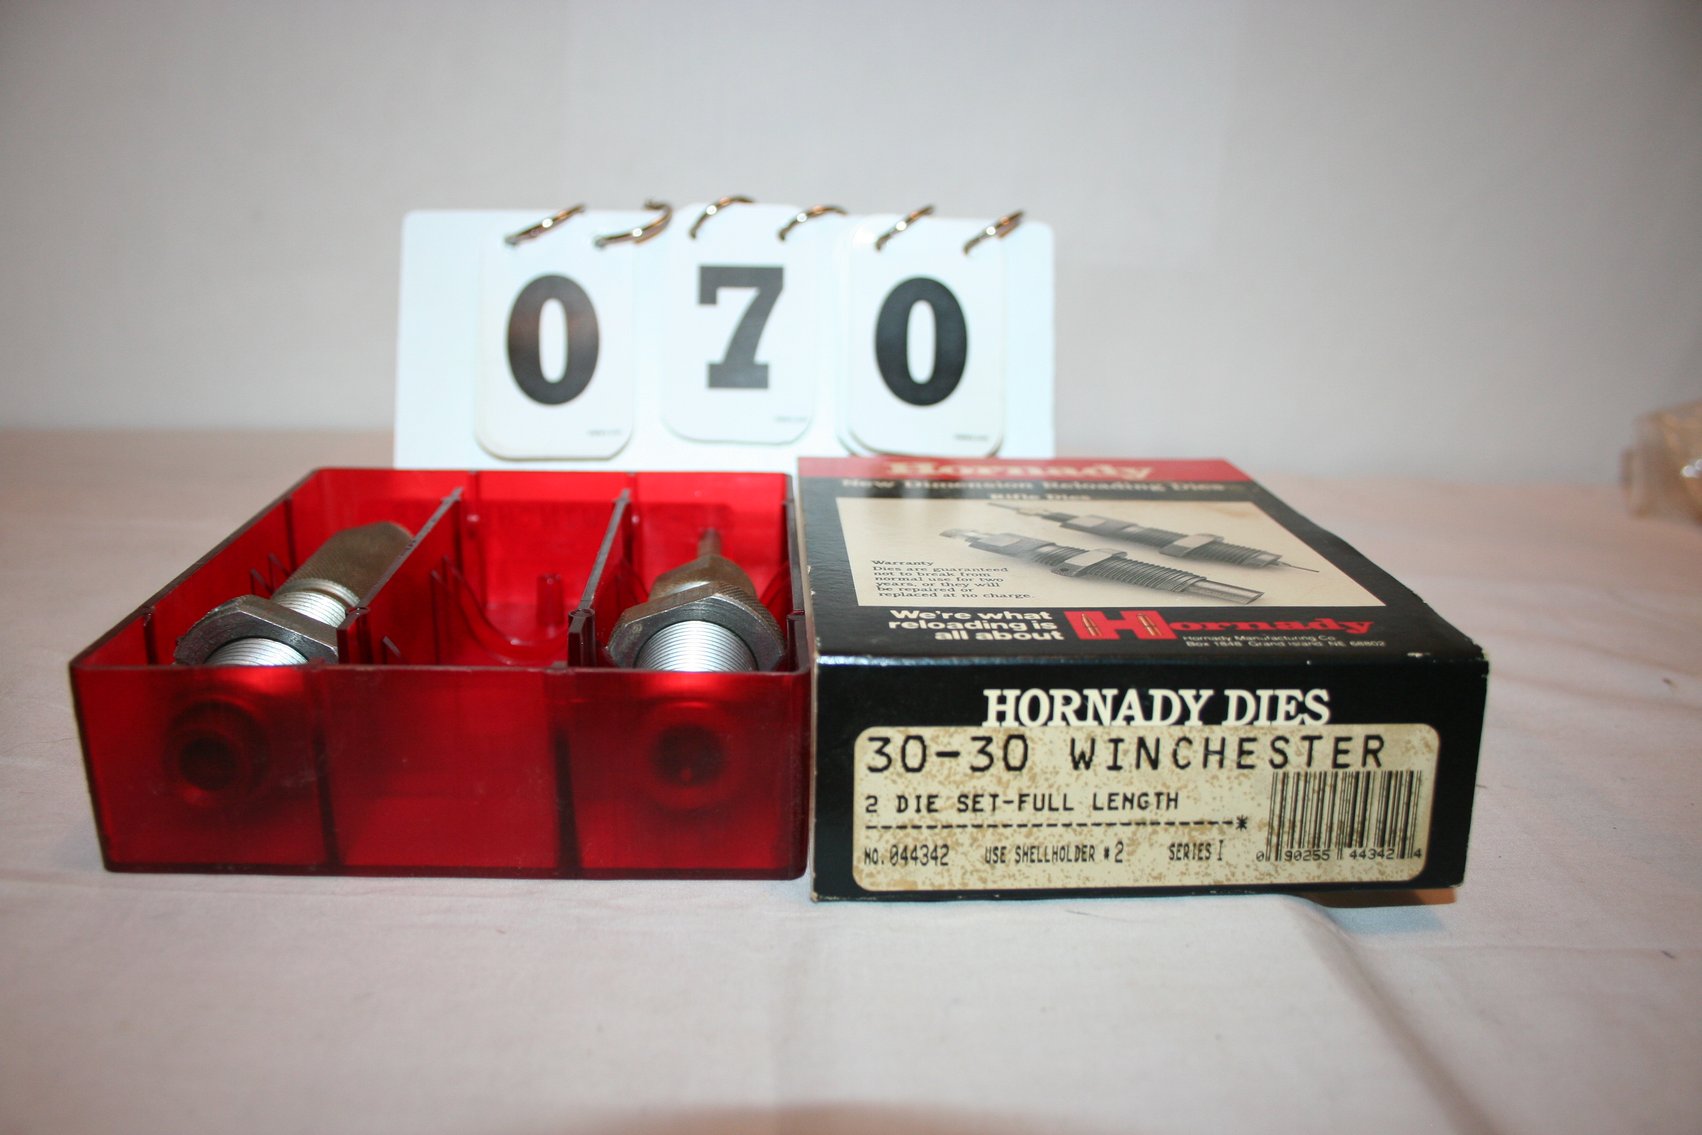 0 7 0
Hornady
New Dimension Reloading Dies
Rifle Dies
Warranty
Dies are guaranteed
not to break from
normal use for two
years, or they will
be repaired or
replaced at no charge.
We're what
reloading is
all about
Hornady
Hornady Manufacturing Co.
Box 1848 Grand Island, NE 68802
HORNADY DIES
30-30 WINCHESTER
2 DIE SET-FULL LENGTH
--------------------------------*
NO. 044342 USE SHELLHOLDER #2 SERIES I
0 90255 44342 4